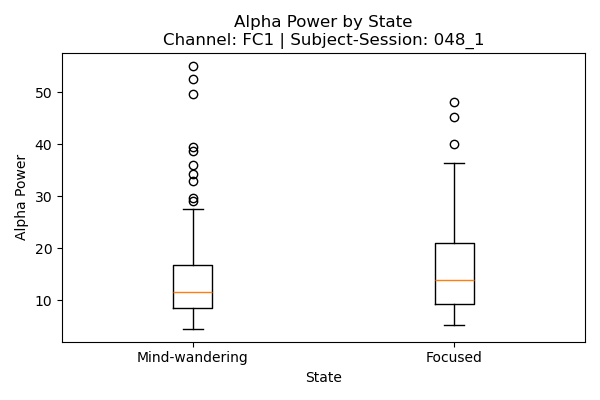 Alpha Power by State
Channel: FC1 | Subject-Session: 048_1
Alpha Power
50
40
30
20
10
Mind-wandering
Focused
State